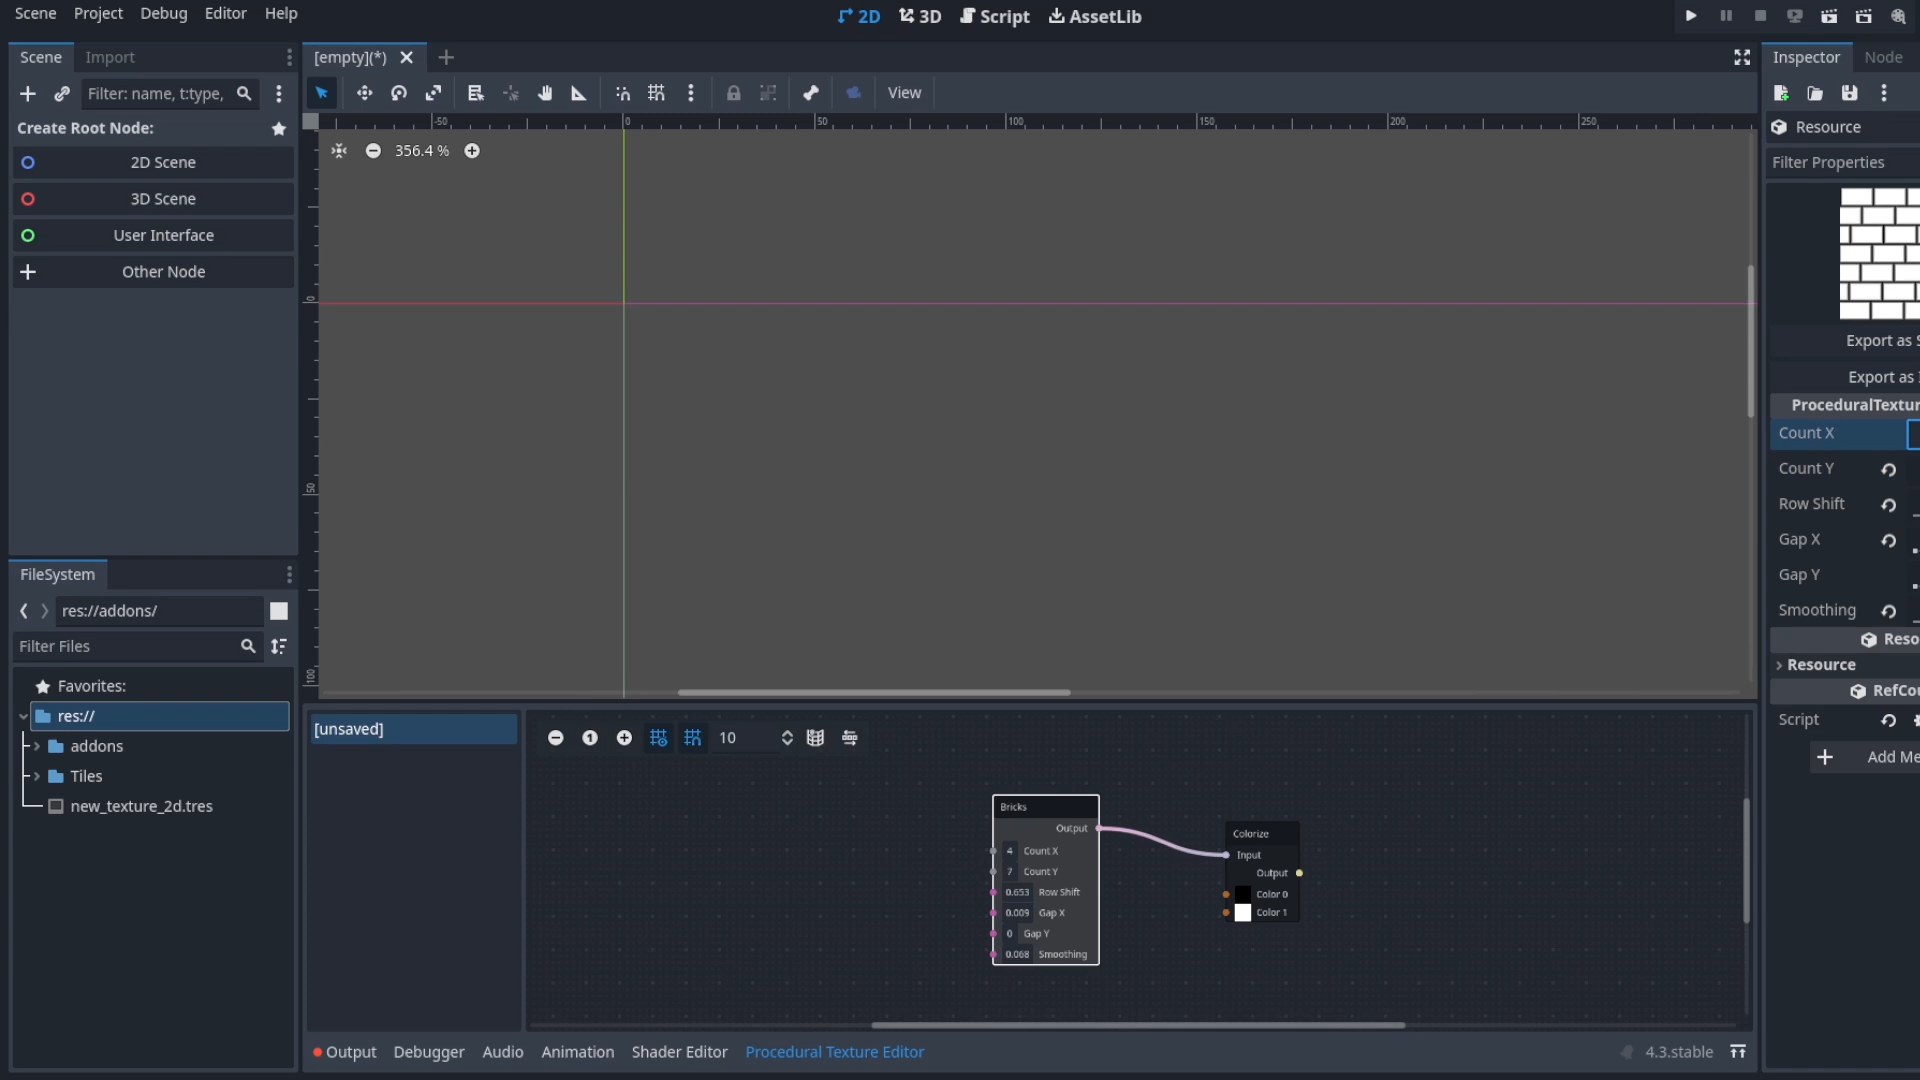 Scene Project Debug Editor Help
2D 3D Script AssetLib
Scene Import
Filter: name, t:type,
Create Root Node:
2D Scene
3D Scene
User Interface
Other Node
FileSystem
res://addons/
Filter Files
Favorites:
res://
addons
Tiles
new_texture_2d.tres
[empty](*)
View
-50 0 50 100 150 200 250
356.4 %
0
50
100
[unsaved]
1 10
Bricks
Output
4 Count X
7 Count Y
0.653 Row Shift
0.009 Gap X
0 Gap Y
0.068 Smoothing
Colorize
Input
Output
Color 0
Color 1
Output Debugger Audio Animation Shader Editor Procedural Texture Editor
4.3.stable
Inspector Node
Resource
Filter Properties
Export as S
Export as
ProceduralTextur
Count X
Count Y
Row Shift
Gap X
Gap Y
Smoothing
Reso
Resource
RefCou
Script
Add Me